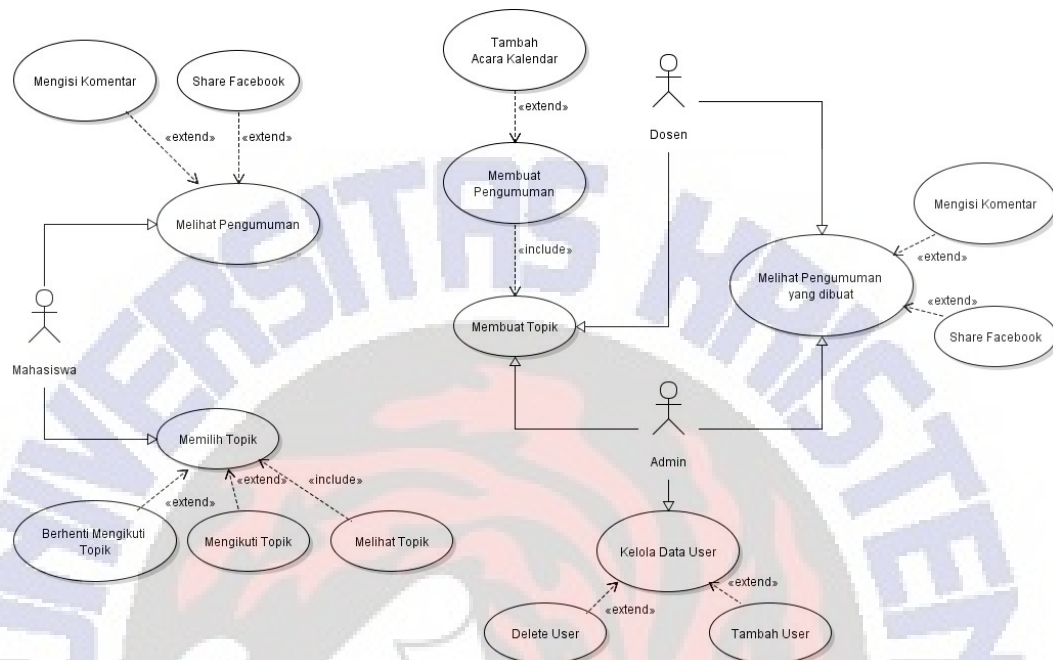 Tambah
Acara Kalendar
Mengisi Komentar
Share Facebook
«extend»
«extend»
«extend»
Dosen
Membuat
Pengumuman
Melihat Pengumuman
Mengisi Komentar
«extend»
«include»
Melihat Pengumuman
yang dibuat
«extend»
Share Facebook
Membuat Topik
Mahasiswa
Memilih Topik
Admin
«extend»
«extend»
«include»
Berhenti Mengikuti
Topik
Mengikuti Topik
Melihat Topik
Kelola Data User
«extend»
«extend»
Delete User
Tambah User
UNIVERSITAS KRISTEN